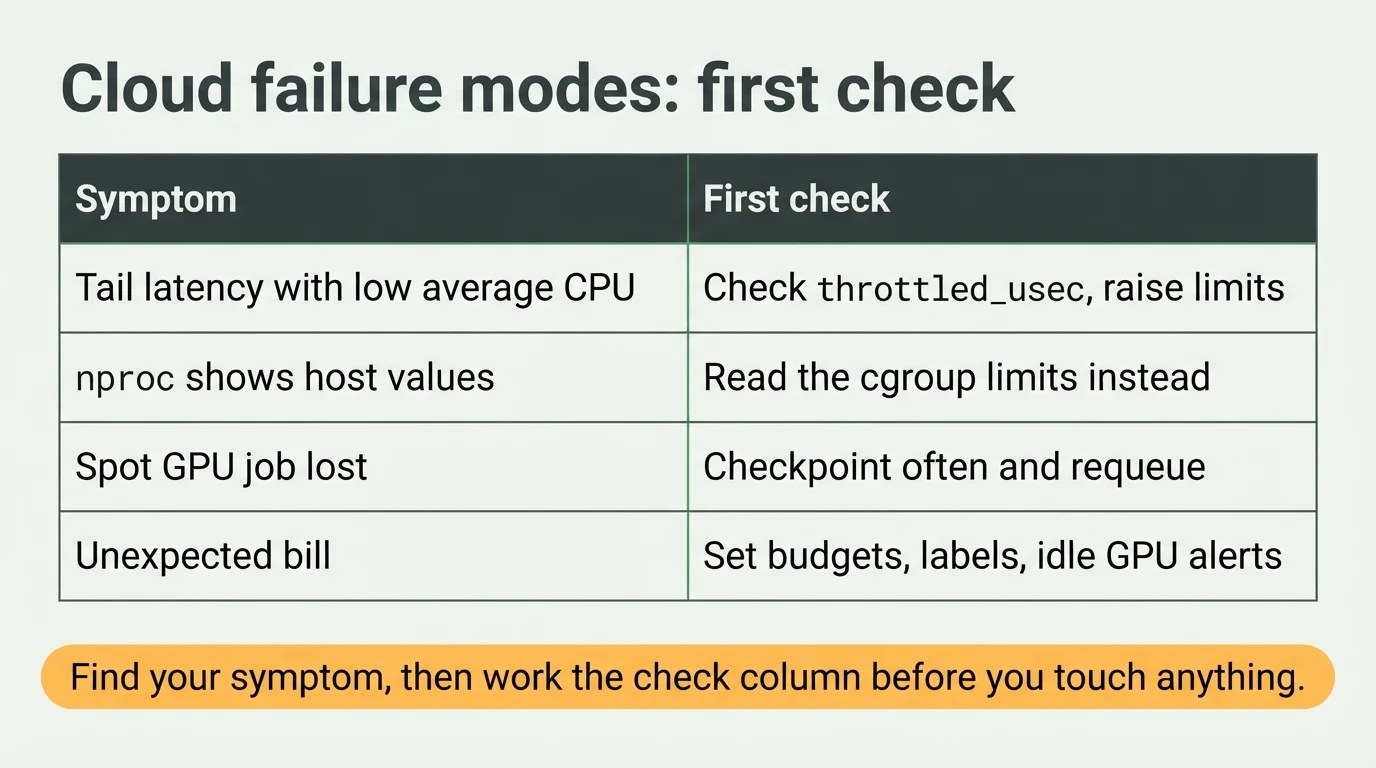 Cloud failure modes: first check
Symptom
First check
Tail latency with low average CPU
Check throttled_usec, raise limits
nproc shows host values
Read the cgroup limits instead
Spot GPU job lost
Checkpoint often and requeue
Unexpected bill
Set budgets, labels, idle GPU alerts
Find your symptom, then work the check column before you touch anything.